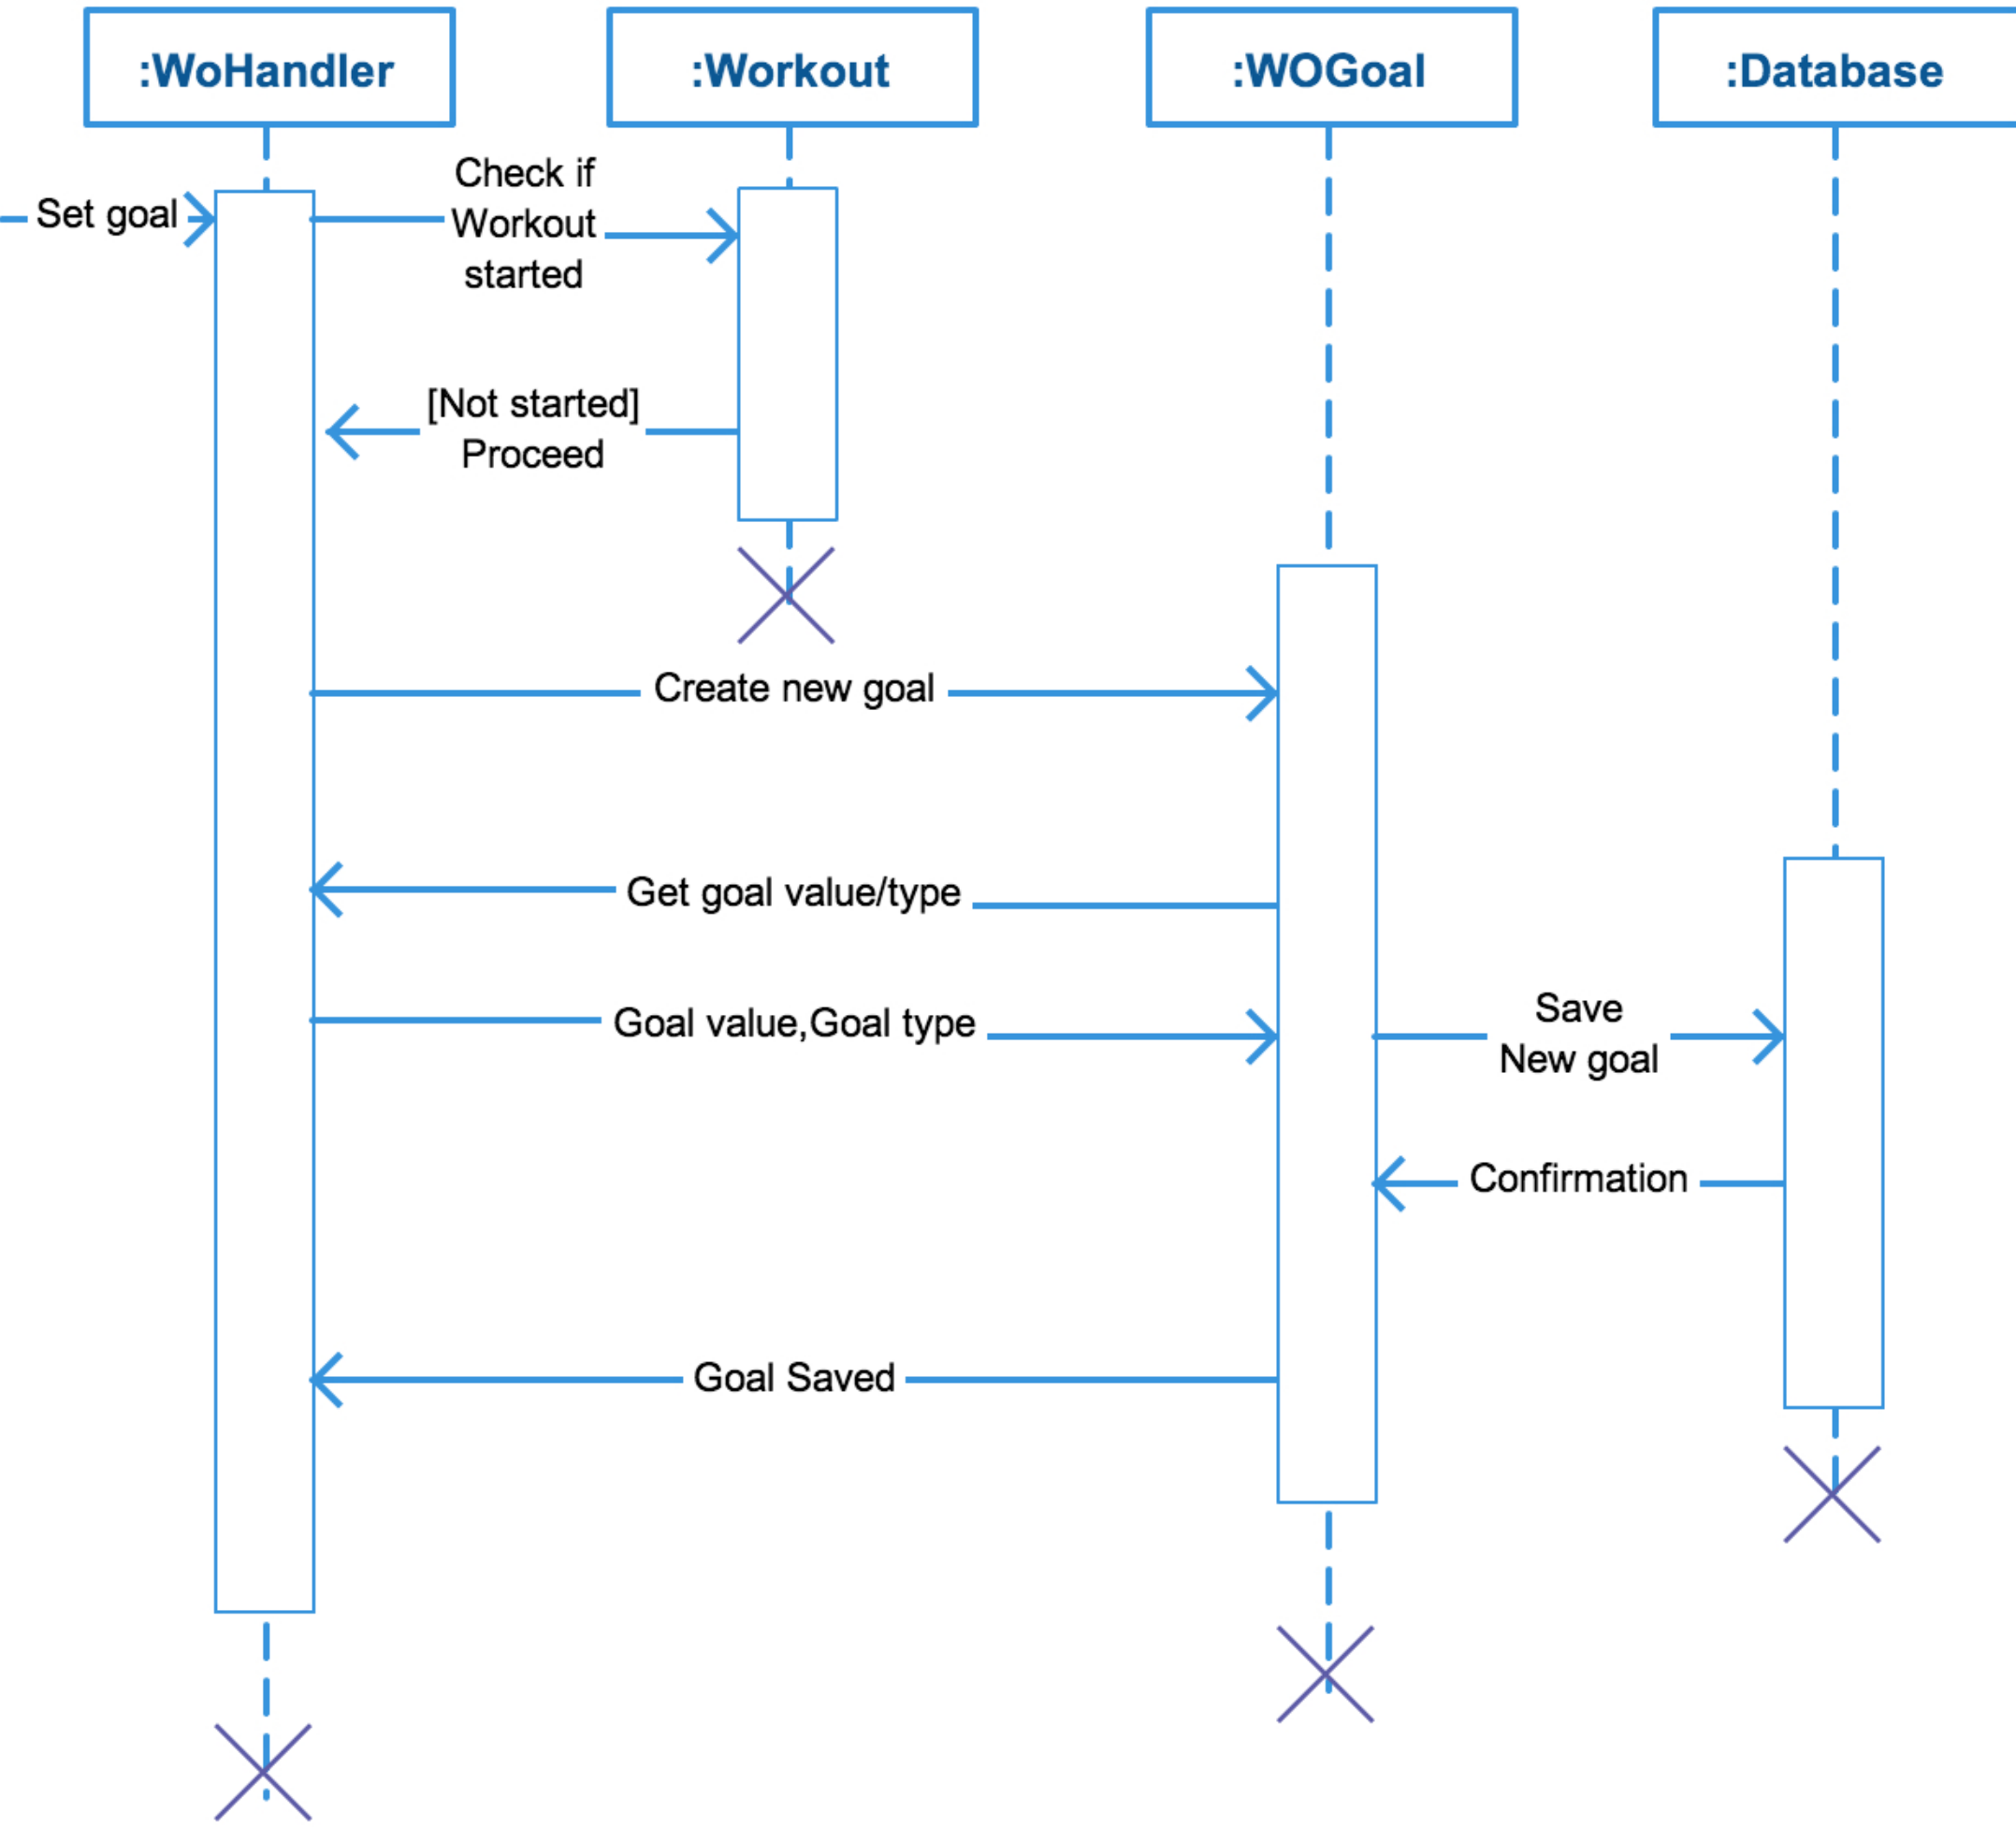 :WoHandler
:Workout
:WOGoal
:Database
Set goal
Check if
Workout
started
[Not started]
Proceed
Create new goal
Get goal value/type
Goal value,Goal type
Save
New goal
Confirmation
Goal Saved